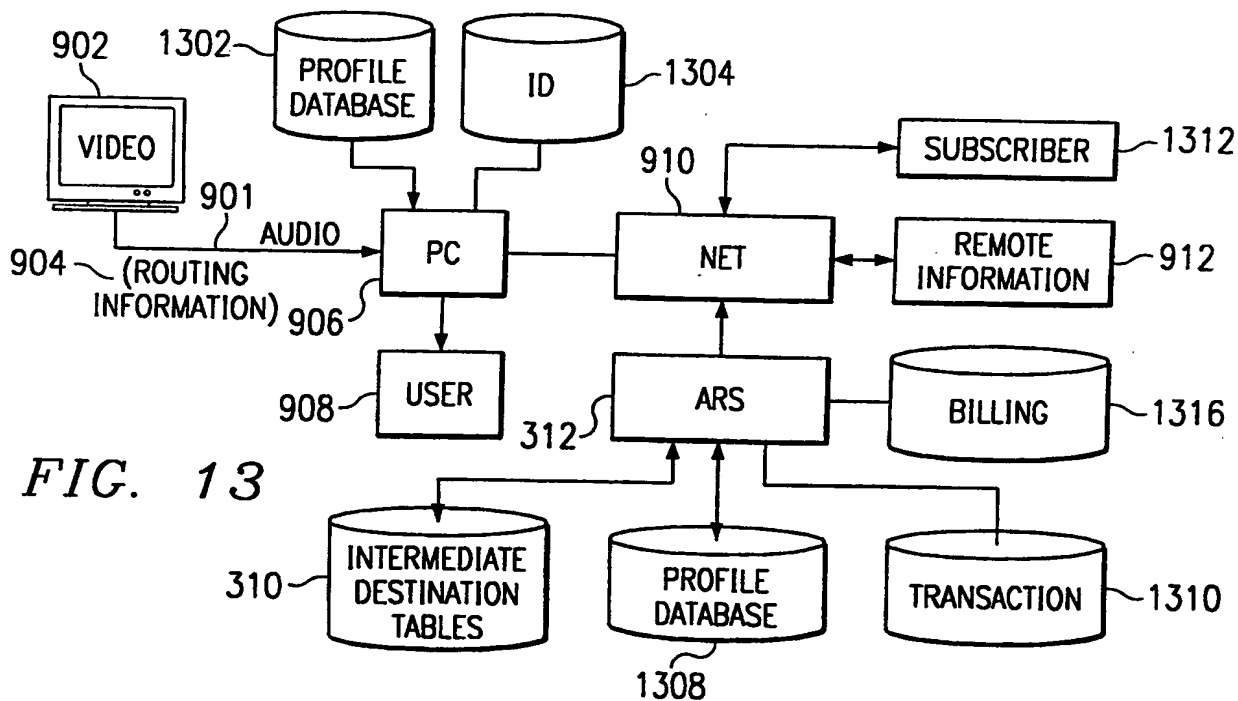 902
1302
PROFILE
DATABASE
ID
1304
VIDEO
901
AUDIO
904
(ROUTING
INFORMATION)
906
PC
910
NET
SUBSCRIBER
1312
REMOTE
INFORMATION
912
USER
908
312
ARS
BILLING
1316
FIG. 13
310
INTERMEDIATE
DESTINATION
TABLES
PROFILE
DATABASE
1308
TRANSACTION
1310